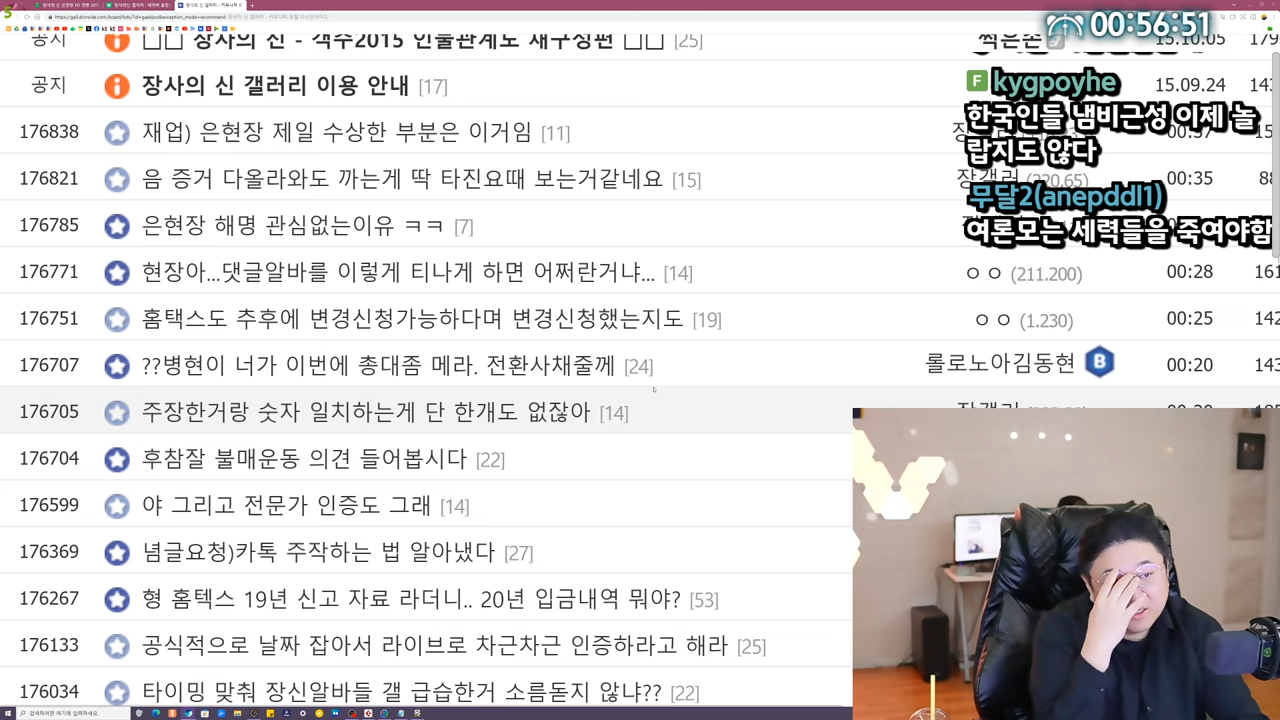 00:56:51
공지 장사의 신 - 객주2015 인물관계도 재구성편 [25] 썩은손 15.10.05
공지 장사의 신 갤러리 이용 안내 [17] 15.09.24
176838 재업) 은현장 제일 수상한 부분은 이거임 [11] 00:37
176821 음 증거 다올라와도 까는게 딱 타진요때 보는거같네요 [15] 장갤러 (220.65) 00:35
176785 은현장 해명 관심없는이유 ㅋㅋ [7]
176771 현장아...댓글알바를 이렇게 티나게 하면 어쩌란거냐... [14] ㅇㅇ (211.200) 00:28
176751 홈택스도 추후에 변경신청가능하다며 변경신청했는지도 [19] ㅇㅇ (1.230) 00:25
176707 ??병현이 너가 이번에 총대좀 메라. 전환사채줄께 [24] 롤로노아김동현 B 00:20
176705 주장한거랑 숫자 일치하는게 단 한개도 없잖아 [14]
176704 후참잘 불매운동 의견 들어봅시다 [22]
176599 야 그리고 전문가 인증도 그래 [14]
176369 념글요청)카톡 주작하는 법 알아냈다 [27]
176267 형 홈텍스 19년 신고 자료 라더니.. 20년 입금내역 뭐야? [53]
176133 공식적으로 날짜 잡아서 라이브로 차근차근 인증하라고 해라 [25]
176034 타이밍 맞춰 장신알바들 갤 급습한거 소름돋지 않냐?? [22]
F kygpoyhe
한국인들 냄비근성 이제 놀
랍지도 않다
무달2(anepddl1)
여론모는 세력들을 죽여야함